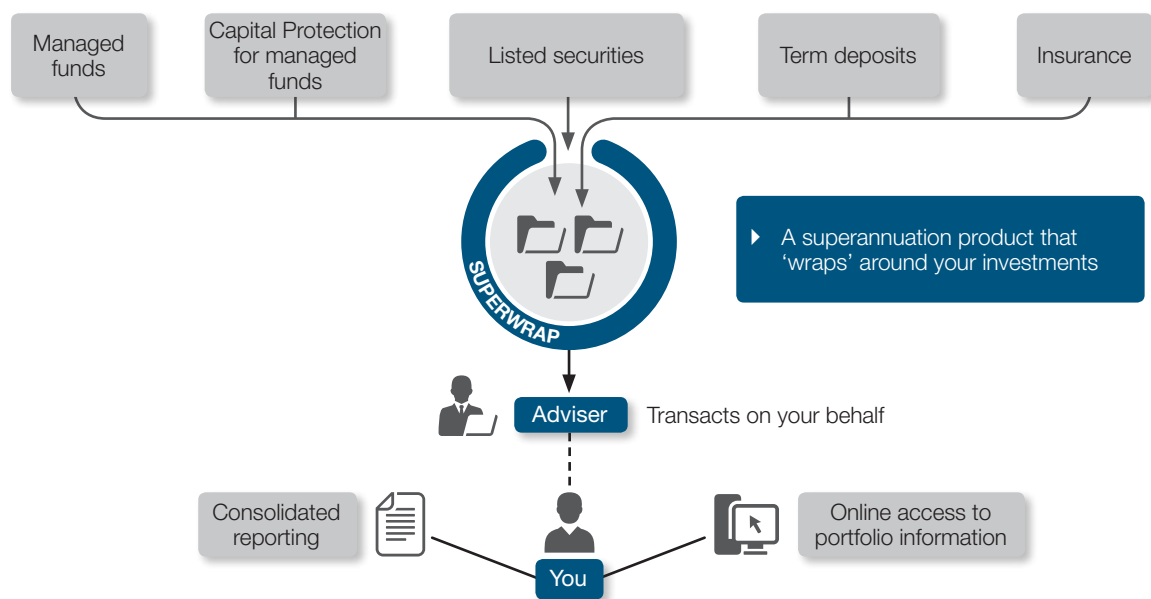 Managed
funds
Capital Protection
for managed
funds
Listed securities
Term deposits
Insurance
SUPERWRAP
A superannuation product that
‘wraps’ around your investments
Adviser
Transacts on your behalf
Consolidated
reporting
Online access to
portfolio information
You